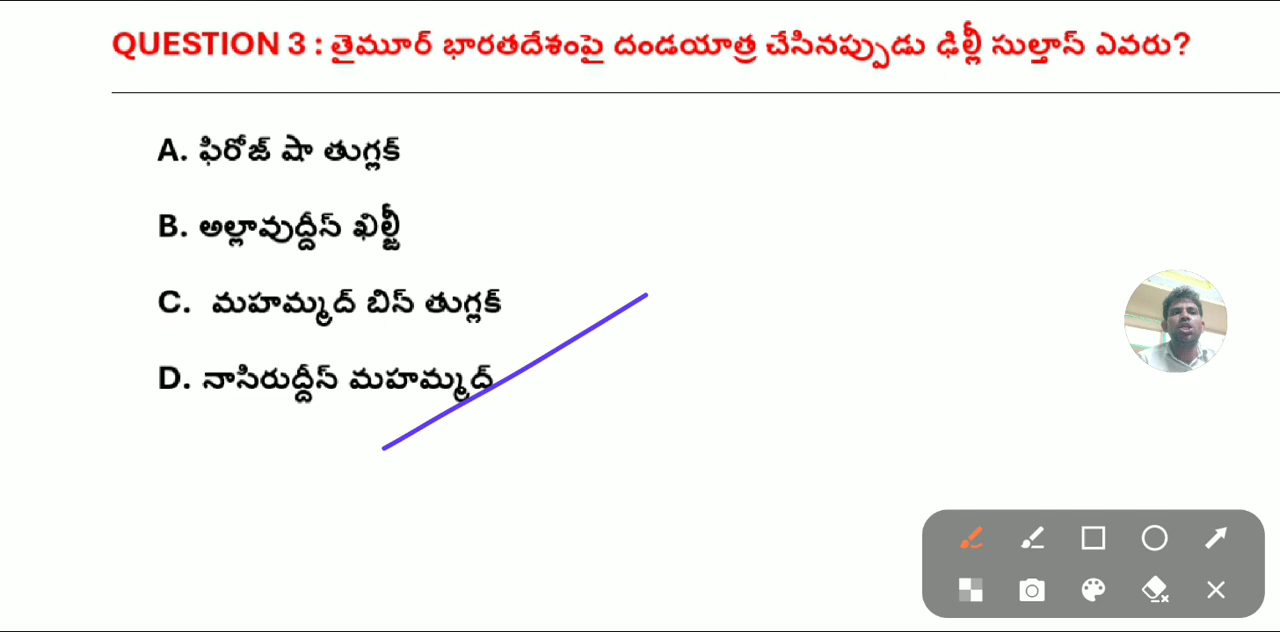 QUESTION 3 : తైమూర్ భారతదేశంపై దండయాత్ర చేసినప్పుడు ఢిల్లీ సుల్తాన్ ఎవరు?
A. ఫిరోజ్ షా తుగ్లక్
B. అల్లావుద్దీన్ ఖిల్జీ
C. మహమ్మద్ బిన్ తుగ్లక్
D. నాసిరుద్దీన్ మహమ్మద్